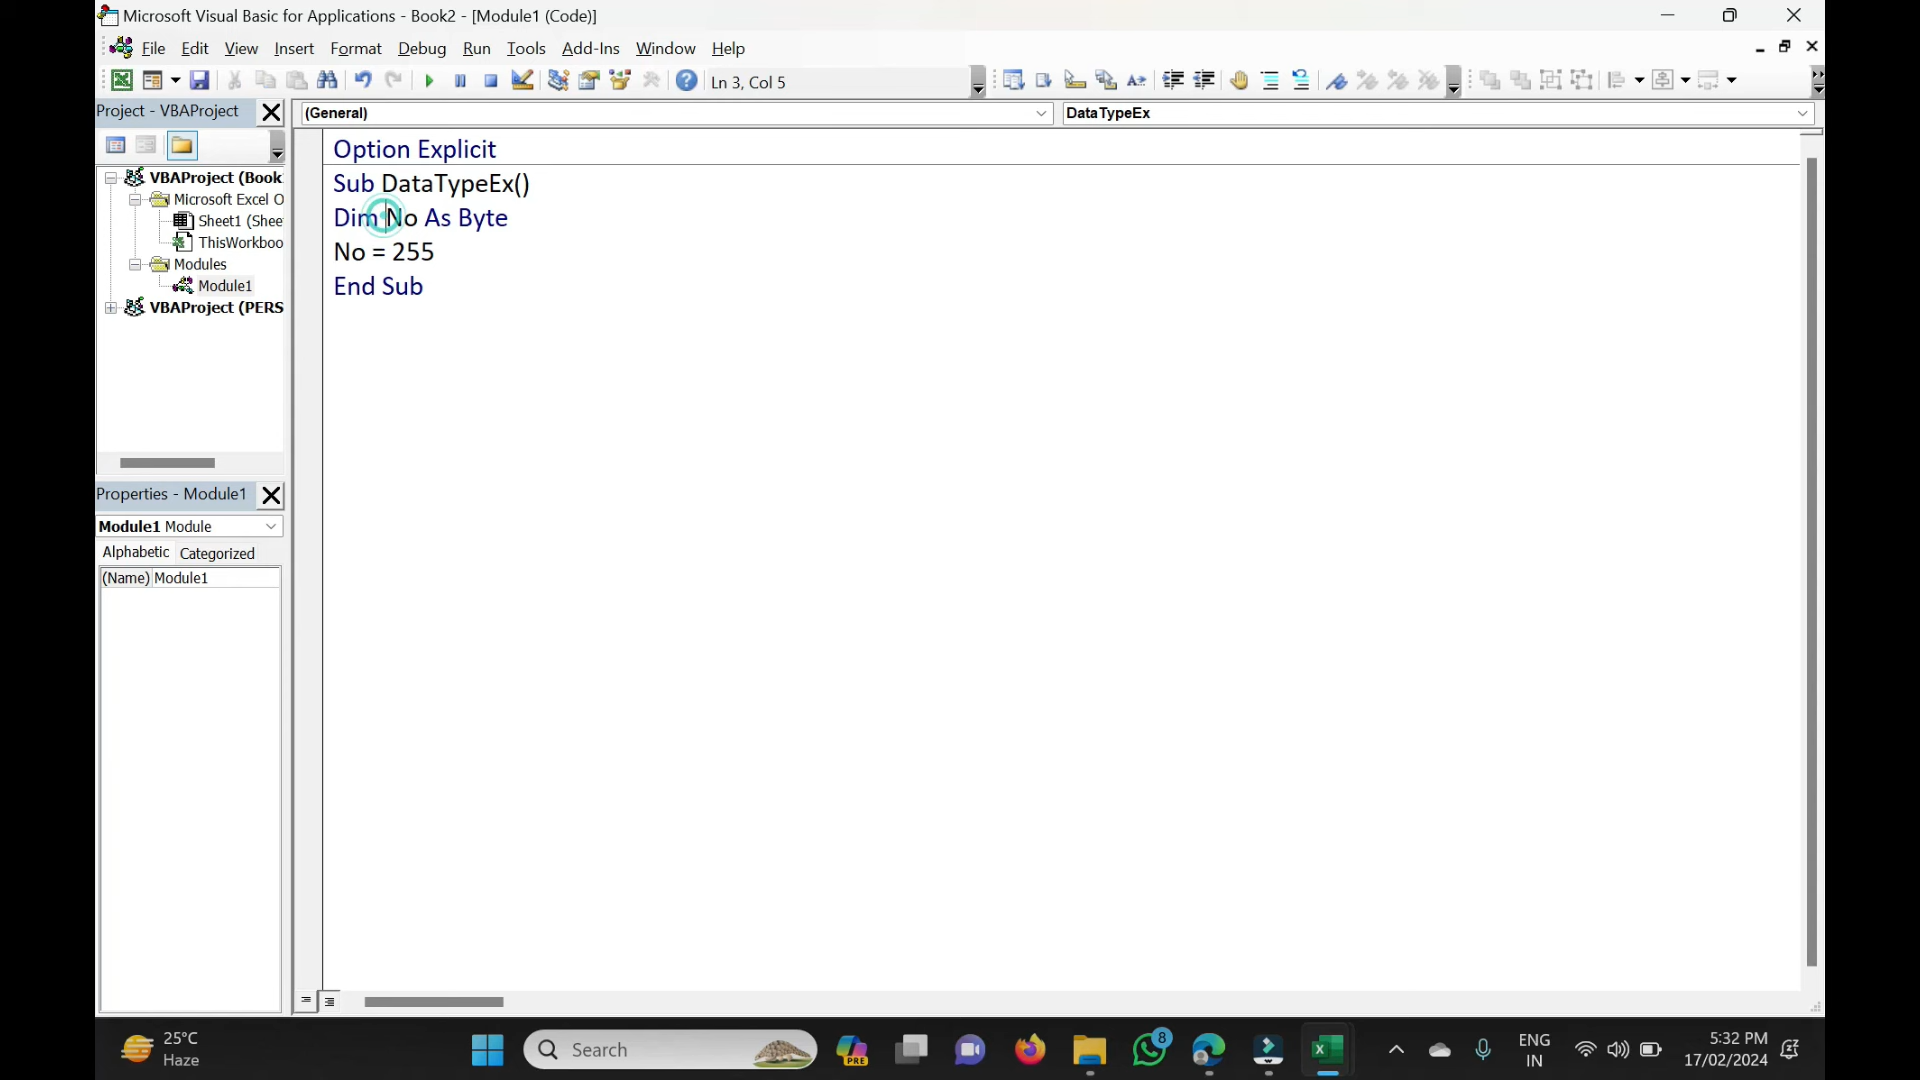 Microsoft Visual Basic for Applications - Book2 - [Module1 (Code)]
File Edit View Insert Format Debug Run Tools Add-Ins Window Help
Ln 3, Col 5
Project - VBAProject
(General)
DataTypeEx
VBAProject (Book
Microsoft Excel O
Sheet1 (Shee
ThisWorkboo
Modules
Module1
VBAProject (PERS
Option Explicit
Sub DataTypeEx()
Dim No As Byte
No = 255
End Sub
Properties - Module1
Module1 Module
Alphabetic Categorized
(Name) Module1
25°C
Haze
Search
PRE
8
ENG
IN
5:32 PM
17/02/2024